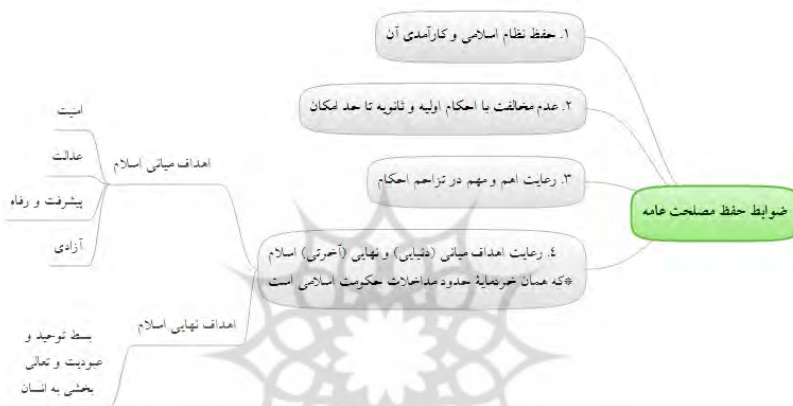 ضوابط حفظ مصلحت عامه
۱. حفظ نظام اسلامی و کارآمدی آن
۲. عدم مخالفت با احکام اولیه و ثانویه تا حد امکان
۳. رعایت اهم و مهم در تزاحم احکام
۴. رعایت اهداف میانی (دنیایی) و نهایی (آخرتی) اسلام
*که همان خرنمایهٔ حدود مداخلات حکومت اسلامی است
اهداف میانی اسلام
امنیت
عدالت
پیشرفت و رفاه
آزادی
اهداف نهایی اسلام
بسط توحید و
عبودیت و تعالی
بخشی به انسان